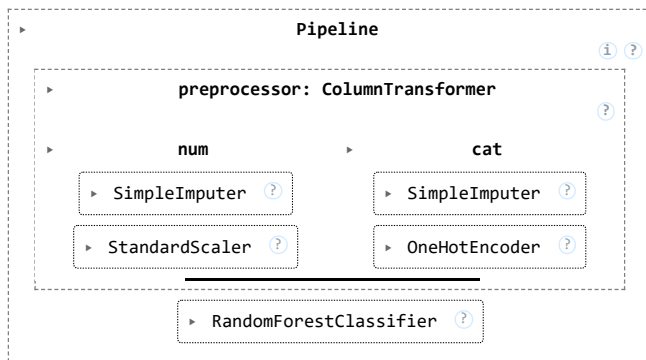 Pipeline
i ?
preprocessor: ColumnTransformer
?
num cat
SimpleImputer ? SimpleImputer ?
StandardScaler ? OneHotEncoder ?
RandomForestClassifier ?